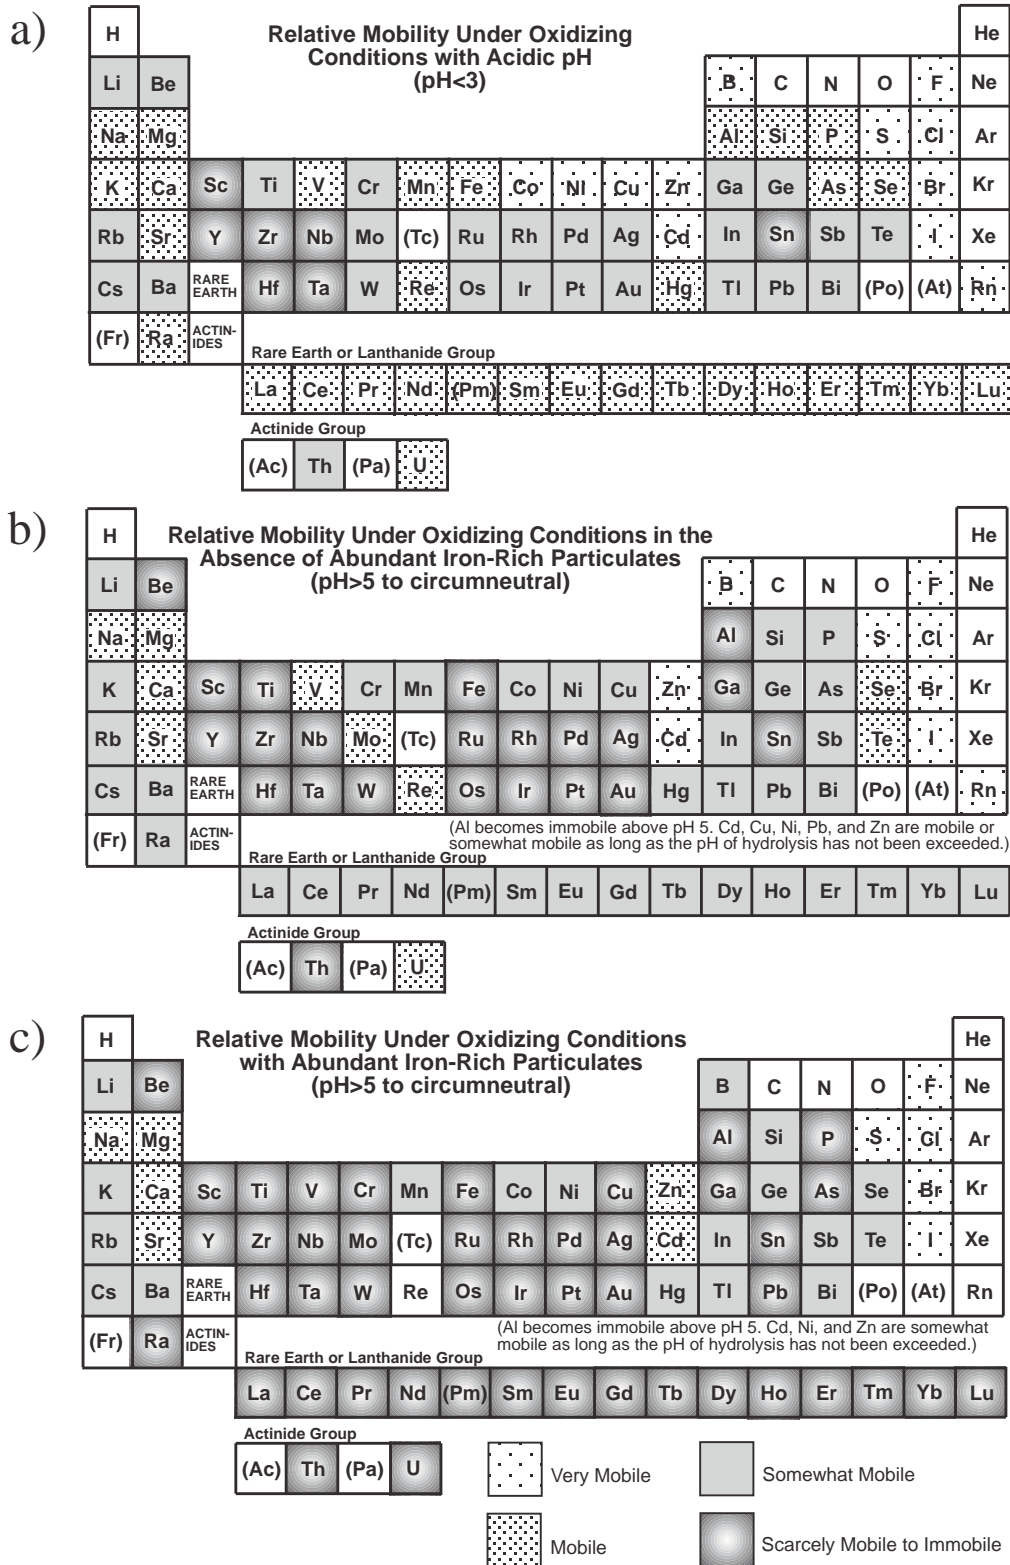 a)
H He
Relative Mobility Under Oxidizing
Conditions with Acidic pH
(pH<3)
Li Be B C N O F Ne
Na Mg Al Si P S Cl Ar
K Ca Sc Ti V Cr Mn Fe Co Ni Cu Zn Ga Ge As Se Br Kr
Rb Sr Y Zr Nb Mo (Tc) Ru Rh Pd Ag Cd In Sn Sb Te I Xe
Cs Ba RARE EARTH Hf Ta W Re Os Ir Pt Au Hg Tl Pb Bi (Po) (At) Rn
(Fr) Ra ACTIN-IDES
Rare Earth or Lanthanide Group
La Ce Pr Nd (Pm) Sm Eu Gd Tb Dy Ho Er Tm Yb Lu
Actinide Group
(Ac) Th (Pa) U
b)
H He
Relative Mobility Under Oxidizing Conditions in the
Absence of Abundant Iron-Rich Particulates
(pH>5 to circumneutral)
Li Be B C N O F Ne
Na Mg Al Si P S Cl Ar
K Ca Sc Ti V Cr Mn Fe Co Ni Cu Zn Ga Ge As Se Br Kr
Rb Sr Y Zr Nb Mo (Tc) Ru Rh Pd Ag Cd In Sn Sb Te I Xe
Cs Ba RARE EARTH Hf Ta W Re Os Ir Pt Au Hg Tl Pb Bi (Po) (At) Rn
(Fr) Ra ACTIN-IDES
(Al becomes immobile above pH 5. Cd, Cu, Ni, Pb, and Zn are mobile or
somewhat mobile as long as the pH of hydrolysis has not been exceeded.)
Rare Earth or Lanthanide Group
La Ce Pr Nd (Pm) Sm Eu Gd Tb Dy Ho Er Tm Yb Lu
Actinide Group
(Ac) Th (Pa) U
c)
H He
Relative Mobility Under Oxidizing Conditions
with Abundant Iron-Rich Particulates
(pH>5 to circumneutral)
Li Be B C N O F Ne
Na Mg Al Si P S Cl Ar
K Ca Sc Ti V Cr Mn Fe Co Ni Cu Zn Ga Ge As Se Br Kr
Rb Sr Y Zr Nb Mo (Tc) Ru Rh Pd Ag Cd In Sn Sb Te I Xe
Cs Ba RARE EARTH Hf Ta W Re Os Ir Pt Au Hg Tl Pb Bi (Po) (At) Rn
(Fr) Ra ACTIN-IDES
(Al becomes immobile above pH 5. Cd, Ni, and Zn are somewhat
mobile as long as the pH of hydrolysis has not been exceeded.)
Rare Earth or Lanthanide Group
La Ce Pr Nd (Pm) Sm Eu Gd Tb Dy Ho Er Tm Yb Lu
Actinide Group
(Ac) Th (Pa) U
Very Mobile
Somewhat Mobile
Mobile
Scarcely Mobile to Immobile